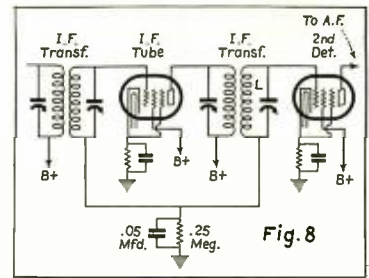 I.F.
Transf.
I.F.
Tube
I.F.
Transf.
To A.F.
2nd
Det.
L
B+
B+
B+
B+
.05
Mfd.
.25
Meg.
Fig. 8